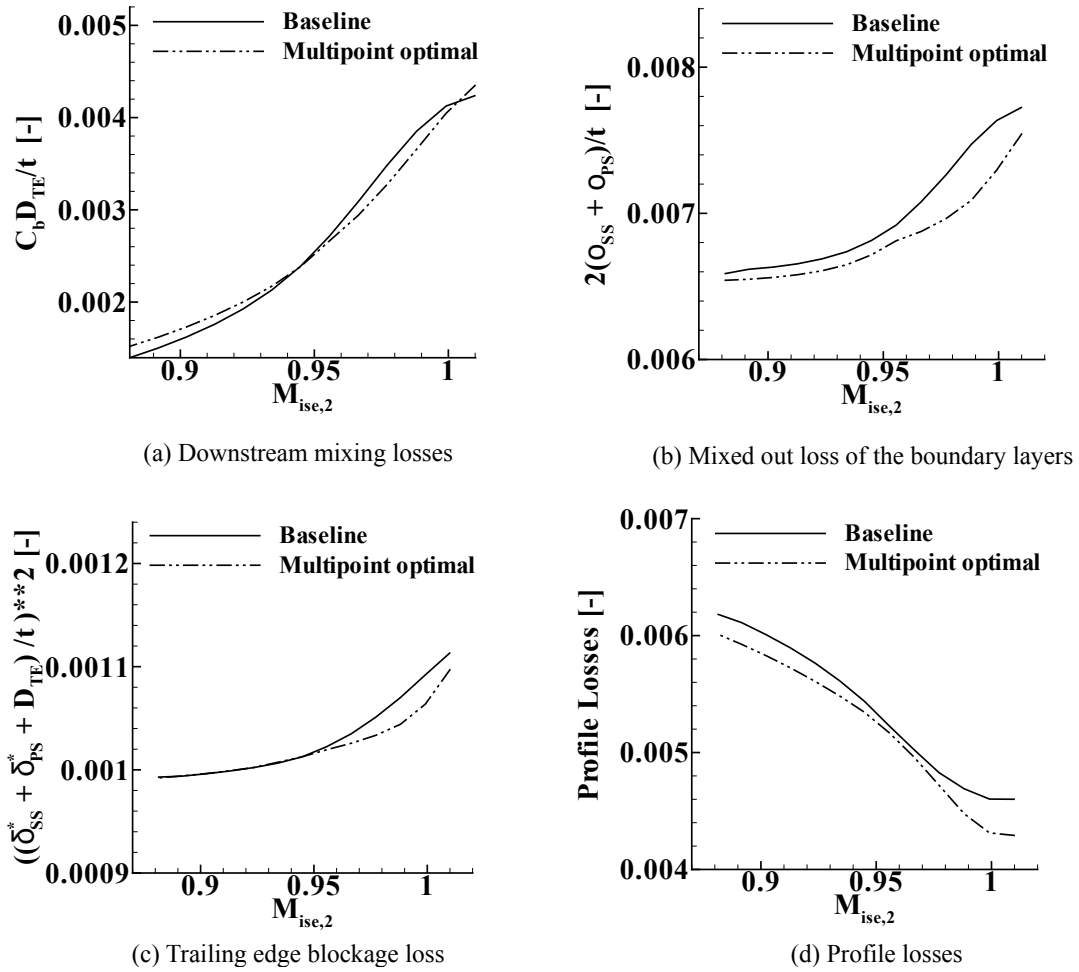 Baseline
Multipoint optimal
0.005
0.004
0.003
0.002
C_b D_TE/t [-]
0.9 0.95 1
M_ise,2
(a) Downstream mixing losses
Baseline
Multipoint optimal
0.008
0.007
0.006
2(Ο_SS + Ο_PS)/t [-]
0.9 0.95 1
M_ise,2
(b) Mixed out loss of the boundary layers
Baseline
Multipoint optimal
0.0012
0.0011
0.001
0.0009
((δ*_SS + δ*_PS + D_TE)/t)**2 [-]
0.9 0.95 1
M_ise,2
(c) Trailing edge blockage loss
Baseline
Multipoint optimal
0.007
0.006
0.005
0.004
Profile Losses [-]
0.9 0.95 1
M_ise,2
(d) Profile losses